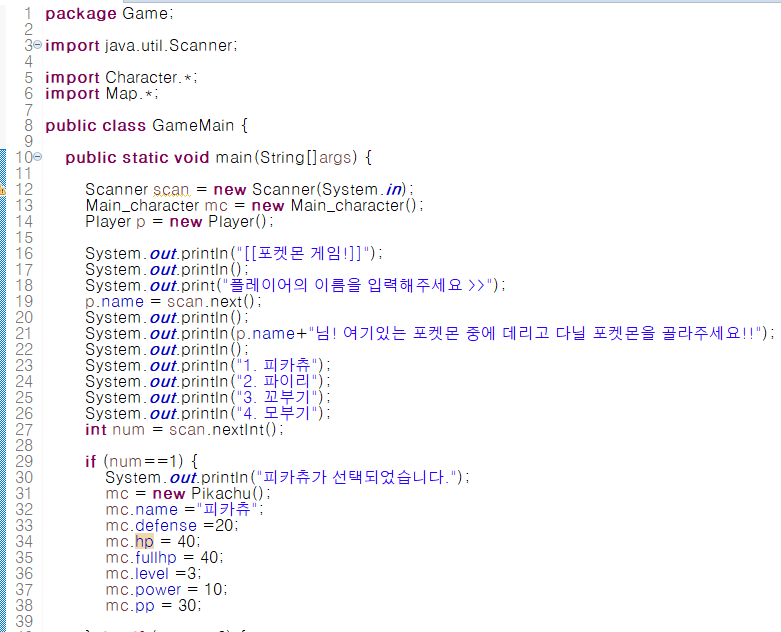 1 package Game;
2
3 import java.util.Scanner;
4
5 import Character.*;
6 import Map.*;
7
8 public class GameMain {
9
10 public static void main(String[]args) {
11
12 Scanner scan = new Scanner(System.in);
13 Main_character mc = new Main_character();
14 Player p = new Player();
15
16 System.out.println("[[포켓몬 게임!]]");
17 System.out.println();
18 System.out.print("플레이어의 이름을 입력해주세요 >>");
19 p.name = scan.next();
20 System.out.println();
21 System.out.println(p.name+"님! 여기있는 포켓몬 중에 데리고 다닐 포켓몬을 골라주세요!!");
22 System.out.println();
23 System.out.println("1. 피카츄");
24 System.out.println("2. 파이리");
25 System.out.println("3. 꼬부기");
26 System.out.println("4. 모부기");
27 int num = scan.nextInt();
28
29 if (num==1) {
30 System.out.println("피카츄가 선택되었습니다.");
31 mc = new Pikachu();
32 mc.name ="피카츄";
33 mc.defense =20;
34 mc.hp = 40;
35 mc.fullhp = 40;
36 mc.level =3;
37 mc.power = 10;
38 mc.pp = 30;
39